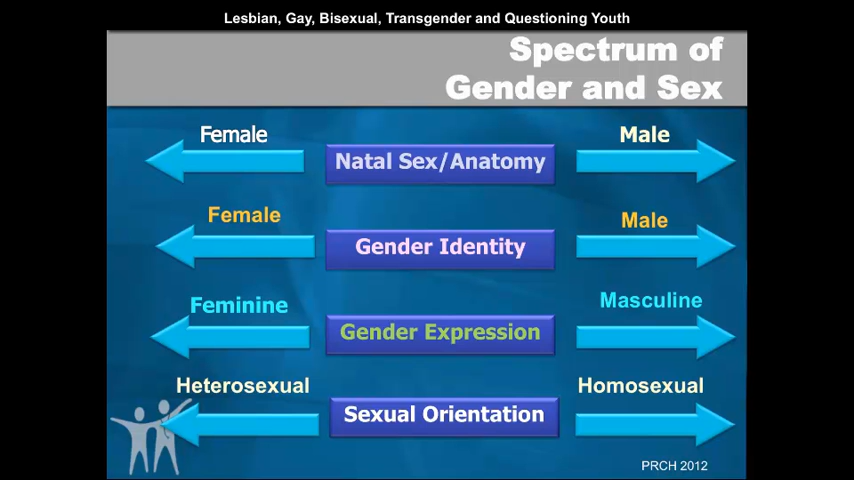 Lesbian, Gay, Bisexual, Transgender and Questioning Youth
Spectrum of
Gender and Sex
Female
Natal Sex/Anatomy
Male
Female
Gender Identity
Male
Feminine
Gender Expression
Masculine
Heterosexual
Sexual Orientation
Homosexual
PRCH 2012